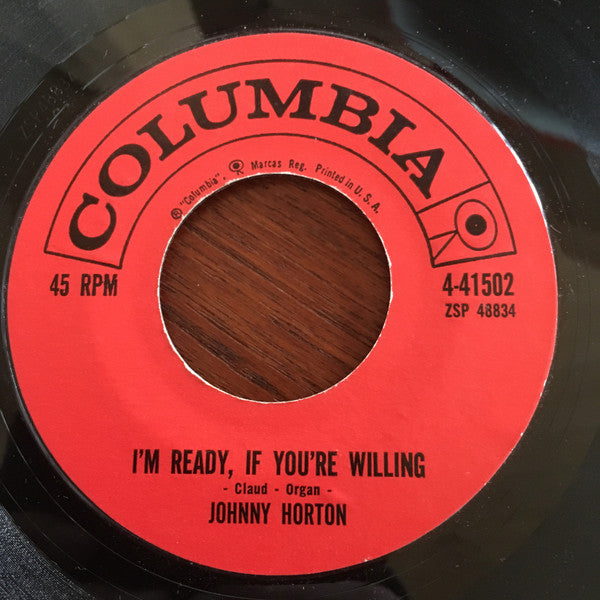 COLUMBIA
® "Columbia", Marcas Reg. Printed in U.S.A.
45 RPM
4-41502
ZSP 48834
I'M READY, IF YOU'RE WILLING
- Claud - Organ -
JOHNNY HORTON